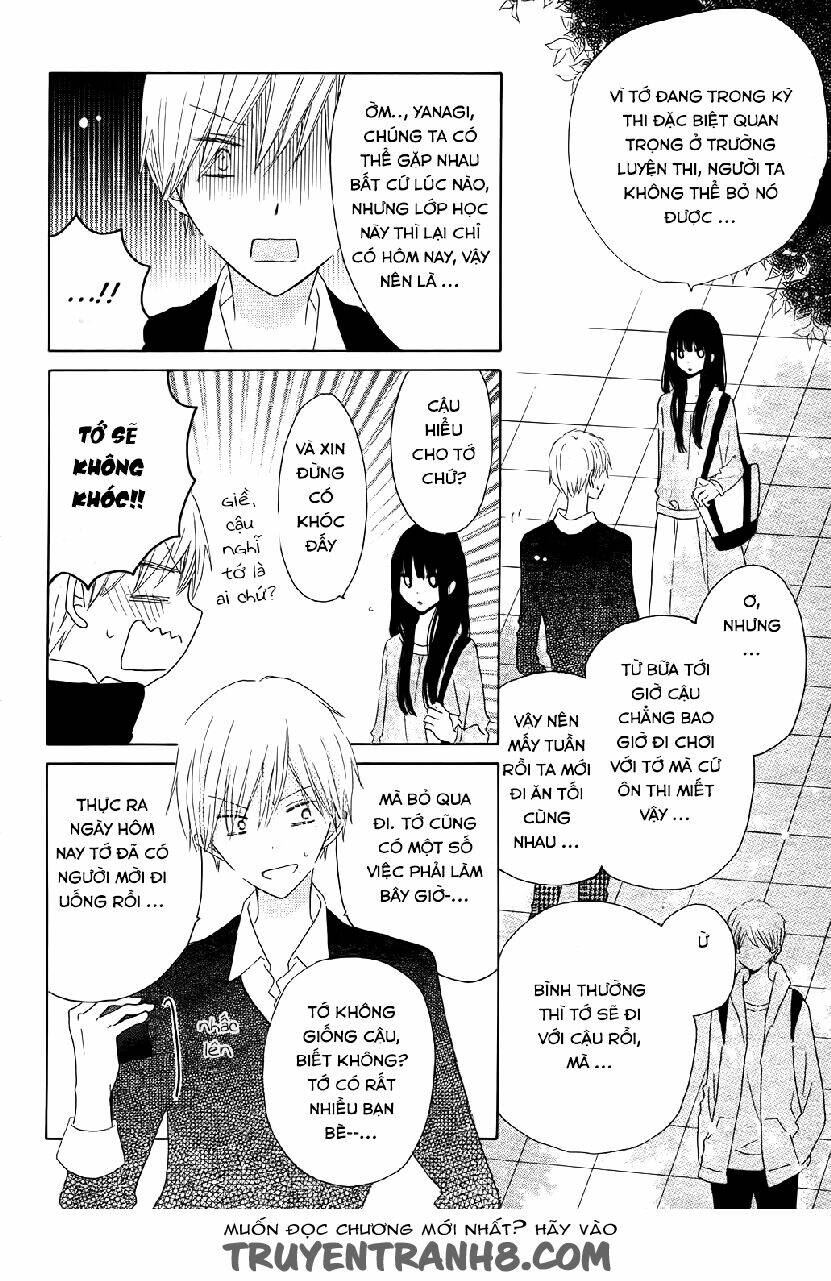 VÌ TỚ ĐANG TRONG KỲ
THI ĐẶC BIỆT QUAN
TRỌNG Ở TRƯỜNG
LUYỆN THI, NGƯỜI TA
KHÔNG THỂ BỎ NÓ
ĐƯỢC ...
Ơ,
NHƯNG
...
TỪ BỮA TỚI
GIỜ CẬU
CHẲNG BAO
GIỜ ĐI CHƠI
VỚI TỚ MÀ CỨ
ÔN THI MIẾT
VẬY ...
VẬY NÊN
MẤY TUẦN
RỒI TA MỚI
ĐI ĂN TỐI
CÙNG
NHAU ...
Ừ
BÌNH THƯỜNG
THÌ TỚ SẼ ĐI
VỚI CẬU RỒI,
MÀ ...
ỜM.., YANAGI,
CHÚNG TA CÓ
THỂ GẶP NHAU
BẤT CỨ LÚC NÀO,
NHƯNG LỚP HỌC
NÀY THÌ LẠI CHỈ
CÓ HÔM NAY, VẬY
NÊN LÀ ...
...!!
CẬU
HIỂU
CHO TỚ
CHỨ?
VÀ XIN
ĐỪNG
CÓ
KHÓC
ĐẤY
TỚ SẼ
KHÔNG
KHÓC!!
Giề,
cậu
nghĩ
tớ là
ai chứ?
MÀ BỎ QUA
ĐI. TỚ CŨNG
CÓ MỘT SỐ
VIỆC PHẢI LÀM
BÂY GIỜ-...
THỰC RA
NGÀY HÔM
NAY TỚ ĐÃ CÓ
NGƯỜI MỜI ĐI
UỐNG RỒI ...
nhấc
lên
TỚ KHÔNG
GIỐNG CẬU,
BIẾT KHÔNG?
TỚ CÓ RẤT
NHIỀU BẠN
BÈ--...
MUỐN ĐỌC CHƯƠNG MỚI NHẤT? HÃY VÀO
TRUYENTRANH8.COM